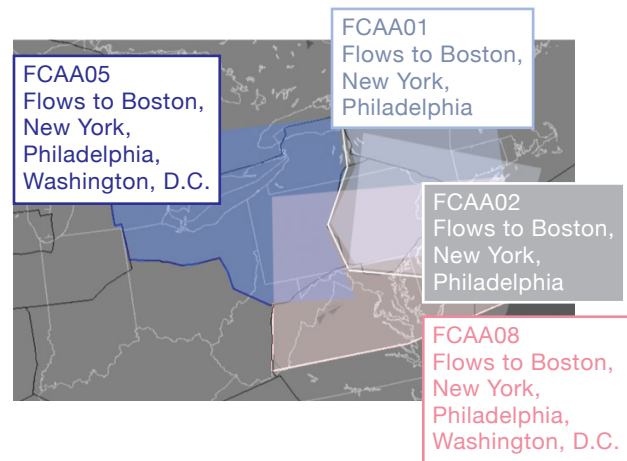 FCAA01
Flows to Boston,
New York,
Philadelphia
FCAA05
Flows to Boston,
New York,
Philadelphia,
Washington, D.C.
FCAA02
Flows to Boston,
New York,
Philadelphia
FCAA08
Flows to Boston,
New York,
Philadelphia,
Washington, D.C.